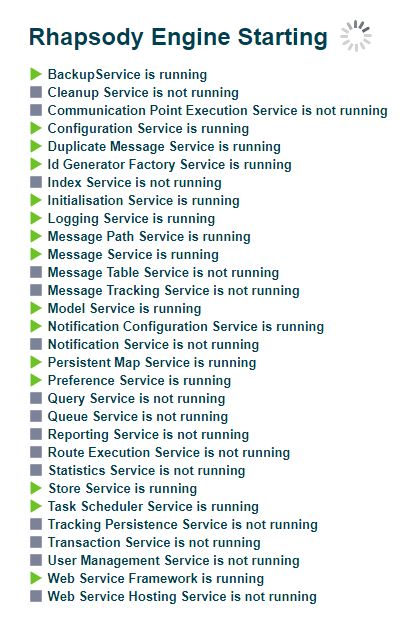 Rhapsody Engine Starting
BackupService is running
Cleanup Service is not running
Communication Point Execution Service is not running
Configuration Service is running
Duplicate Message Service is running
Id Generator Factory Service is running
Index Service is not running
Initialisation Service is running
Logging Service is running
Message Path Service is running
Message Service is running
Message Table Service is not running
Message Tracking Service is not running
Model Service is running
Notification Configuration Service is running
Notification Service is not running
Persistent Map Service is running
Preference Service is running
Query Service is not running
Queue Service is not running
Reporting Service is not running
Route Execution Service is not running
Statistics Service is not running
Store Service is running
Task Scheduler Service is running
Tracking Persistence Service is not running
Transaction Service is not running
User Management Service is not running
Web Service Framework is running
Web Service Hosting Service is not running